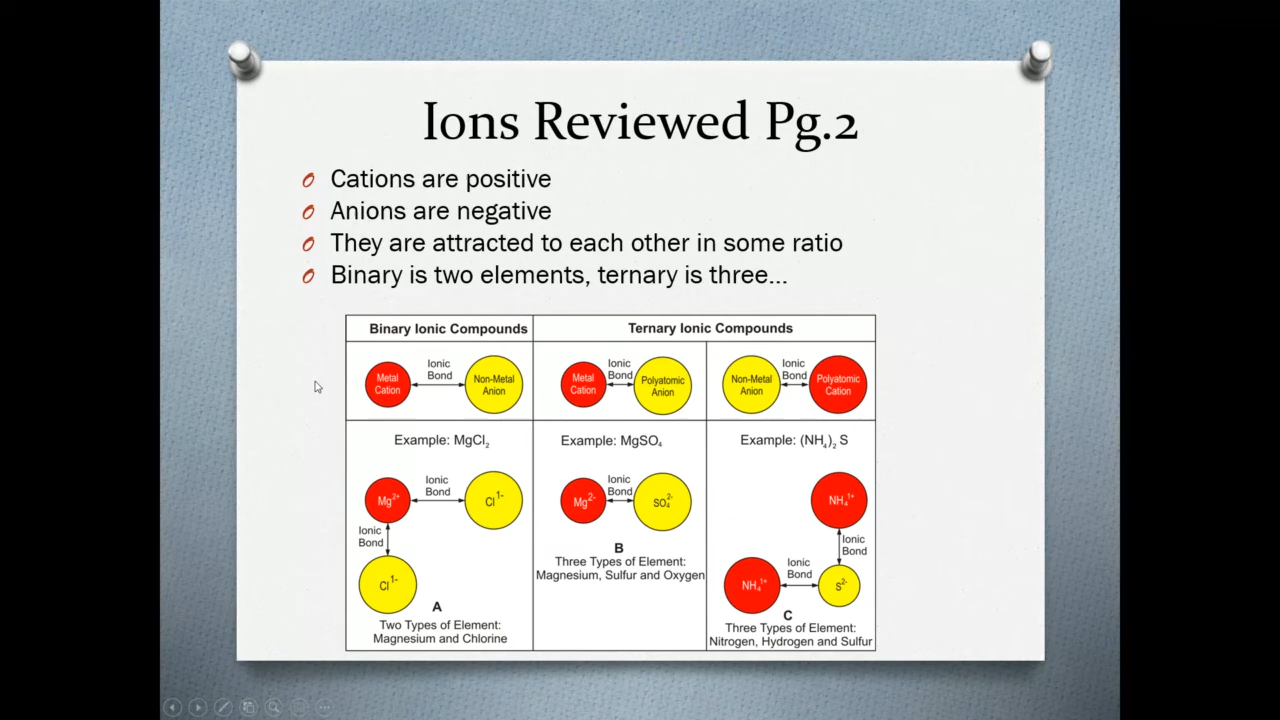 Ions Reviewed Pg.2
Cations are positive
Anions are negative
They are attracted to each other in some ratio
Binary is two elements, ternary is three...
Binary Ionic Compounds
Ternary Ionic Compounds
Metal
Cation
Ionic
Bond
Non-Metal
Anion
Metal
Cation
Ionic
Bond
Polyatomic
Anion
Non-Metal
Anion
Ionic
Bond
Polyatomic
Cation
Example: MgCl₂
Mg²⁺
Ionic
Bond
Cl¹⁻
Ionic
Bond
Cl¹⁻
A
Two Types of Element:
Magnesium and Chlorine
Example: MgSO₄
Mg²⁻
Ionic
Bond
SO₄²⁻
B
Three Types of Element:
Magnesium, Sulfur and Oxygen
Example: (NH₄)₂ S
NH₄¹⁺
Ionic
Bond
NH₄¹⁺
Ionic
Bond
S²⁻
C
Three Types of Element:
Nitrogen, Hydrogen and Sulfur